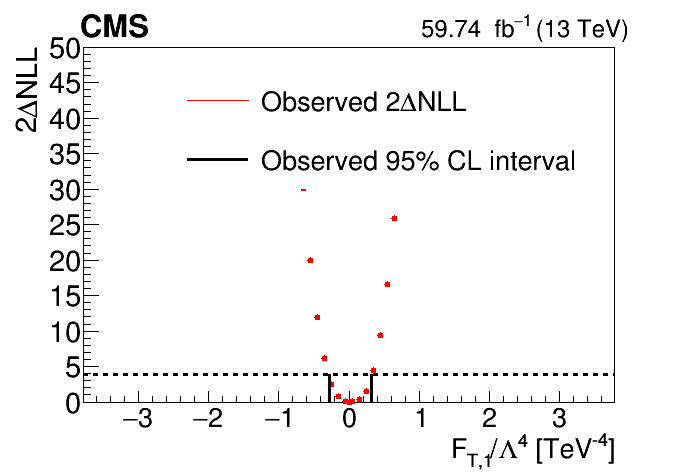 CMS
59.74 fb⁻¹ (13 TeV)
2ΔNLL
50
45
40
35
30
25
20
15
10
5
0
Observed 2ΔNLL
Observed 95% CL interval
−3 −2 −1 0 1 2 3
F_T,1/Λ⁴ [TeV⁻⁴]